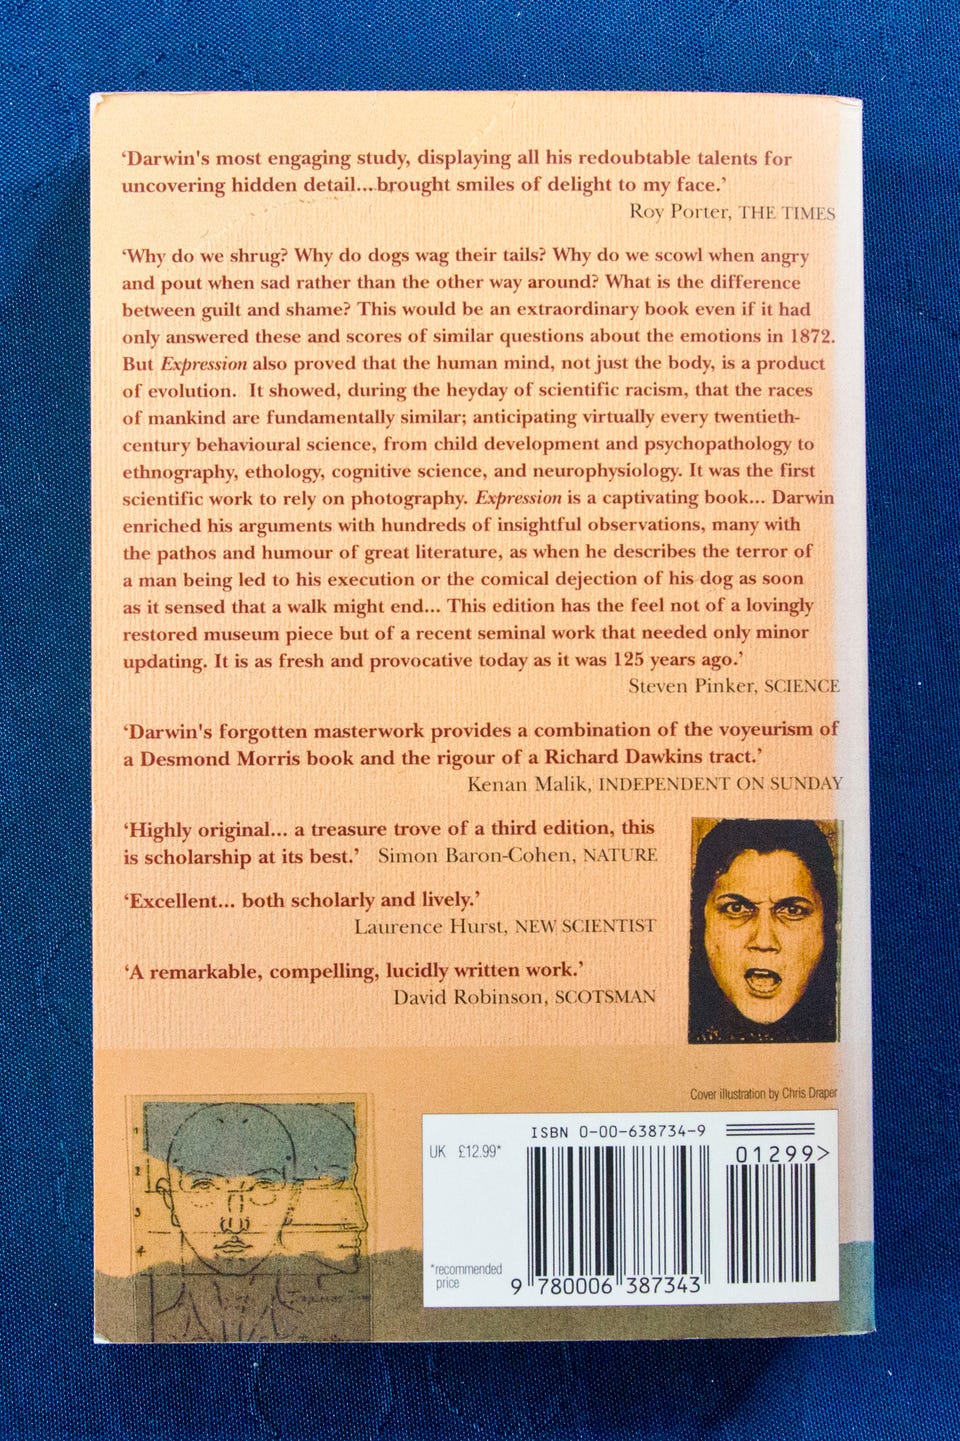 ‘Darwin's most engaging study, displaying all his redoubtable talents for
uncovering hidden detail...brought smiles of delight to my face.’
Roy Porter, THE TIMES
‘Why do we shrug? Why do dogs wag their tails? Why do we scowl when angry
and pout when sad rather than the other way around? What is the difference
between guilt and shame? This would be an extraordinary book even if it had
only answered these and scores of similar questions about the emotions in 1872.
But Expression also proved that the human mind, not just the body, is a product
of evolution.  It showed, during the heyday of scientific racism, that the races
of mankind are fundamentally similar; anticipating virtually every twentieth-
century behavioural science, from child development and psychopathology to
ethnography, ethology, cognitive science, and neurophysiology. It was the first
scientific work to rely on photography. Expression is a captivating book... Darwin
enriched his arguments with hundreds of insightful observations, many with
the pathos and humour of great literature, as when he describes the terror of
a man being led to his execution or the comical dejection of his dog as soon
as it sensed that a walk might end... This edition has the feel not of a lovingly
restored museum piece but of a recent seminal work that needed only minor
updating. It is as fresh and provocative today as it was 125 years ago.’
Steven Pinker, SCIENCE
‘Darwin's forgotten masterwork provides a combination of the voyeurism of
a Desmond Morris book and the rigour of a Richard Dawkins tract.’
Kenan Malik, INDEPENDENT ON SUNDAY
‘Highly original... a treasure trove of a third edition, this
is scholarship at its best.’ Simon Baron-Cohen, NATURE
‘Excellent... both scholarly and lively.’
Laurence Hurst, NEW SCIENTIST
‘A remarkable, compelling, lucidly written work.’
David Robinson, SCOTSMAN
Cover illustration by Chris Draper
ISBN 0-00-638734-9
UK £12.99*
01299>
*recommended
price
9 780006 387343
1
2
3
4